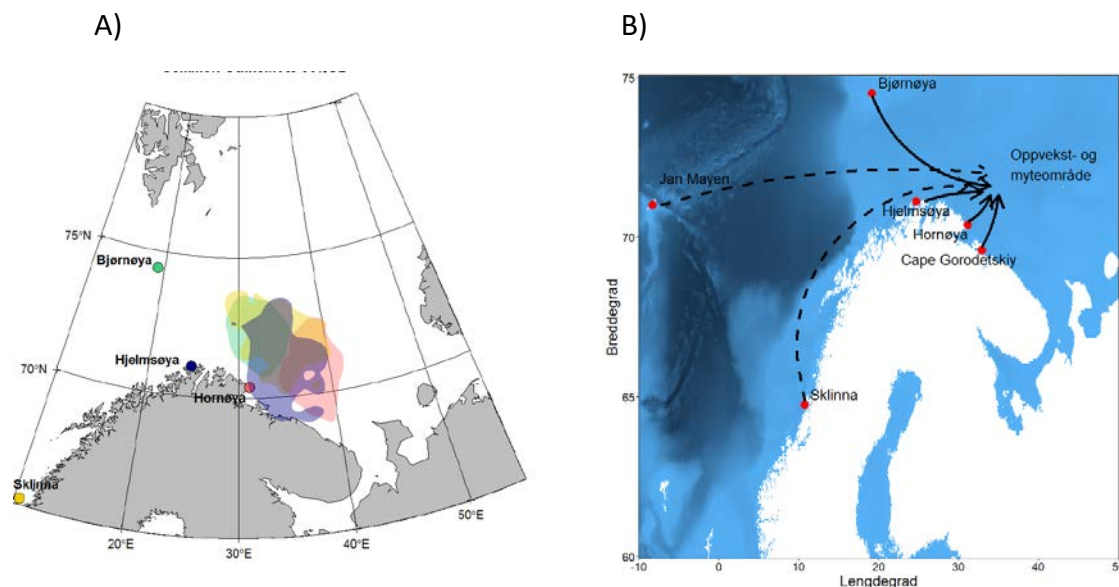 A)
B)
75°N
Bjørnøya
Hjelmsøya
70°N
Hornøya
Sklinna
20°E
30°E
40°E
50°E
75
Bjørnøya
Oppvekst- og
myteområde
Jan Mayen
Hjelmsøya
70
Hornøya
Cape Gorodetskiy
Breddegrad
65
Sklinna
60
-10
0
10
20
30
40
50
Lengdegrad